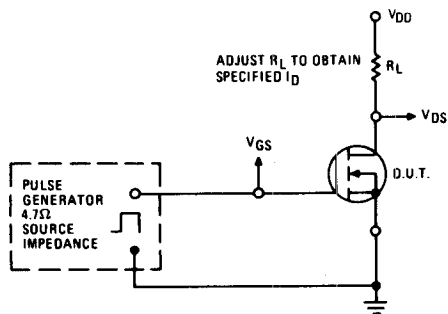 VDD
ADJUST RL TO OBTAIN
SPECIFIED ID
RL
VDS
VGS
D.U.T.
PULSE
GENERATOR
4.7Ω
SOURCE
IMPEDANCE